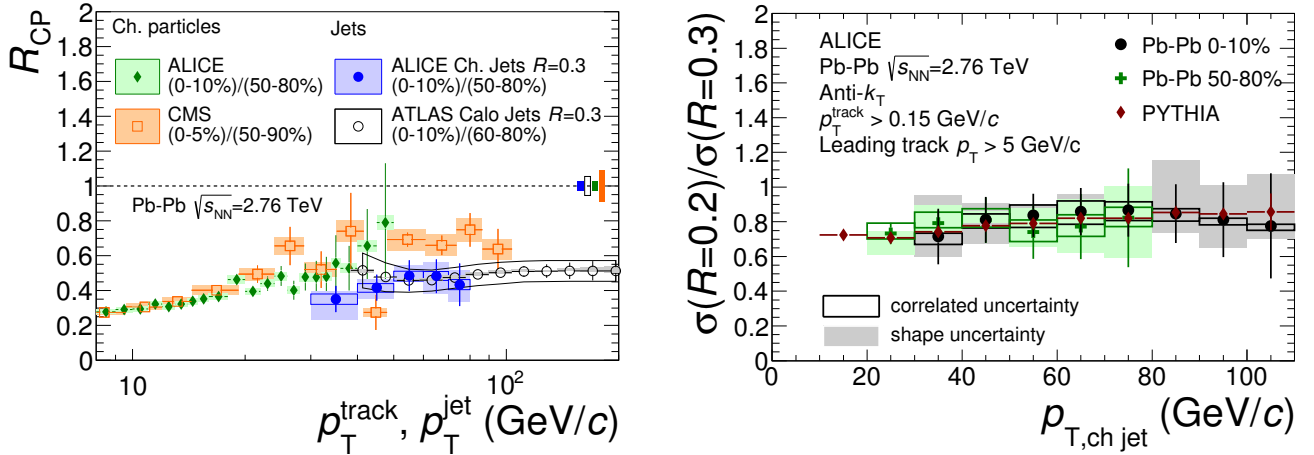 R_CP
2
1.8
1.6
1.4
1.2
1
0.8
0.6
0.4
0.2
0
Ch. particles
Jets
ALICE
(0-10%)/(50-80%)
ALICE Ch. Jets R=0.3
(0-10%)/(50-80%)
CMS
(0-5%)/(50-90%)
ATLAS Calo Jets R=0.3
(0-10%)/(60-80%)
Pb-Pb √s_NN=2.76 TeV
10
10²
p_T^track, p_T^jet (GeV/c)
σ(R=0.2)/σ(R=0.3)
2
1.8
1.6
1.4
1.2
1
0.8
0.6
0.4
0.2
0
ALICE
Pb-Pb √s_NN=2.76 TeV
Anti-k_T
p_T^track > 0.15 GeV/c
Leading track p_T > 5 GeV/c
Pb-Pb 0-10%
Pb-Pb 50-80%
PYTHIA
correlated uncertainty
shape uncertainty
0 20 40 60 80 100
p_T,ch jet (GeV/c)